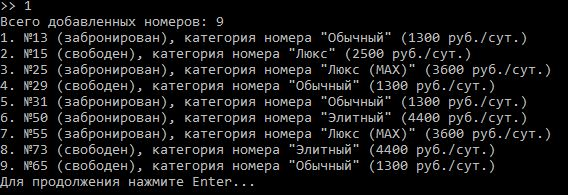 >> 1
Всего добавленных номеров: 9
1. №13 (забронирован), категория номера "Обычный" (1300 руб./сут.)
2. №15 (свободен), категория номера "Люкс" (2500 руб./сут.)
3. №25 (забронирован), категория номера "Люкс (MAX)" (3600 руб./сут.)
4. №29 (свободен), категория номера "Обычный" (1300 руб./сут.)
5. №31 (забронирован), категория номера "Обычный" (1300 руб./сут.)
6. №50 (забронирован), категория номера "Элитный" (4400 руб./сут.)
7. №55 (забронирован), категория номера "Люкс (MAX)" (3600 руб./сут.)
8. №73 (свободен), категория номера "Элитный" (4400 руб./сут.)
9. №65 (свободен), категория номера "Обычный" (1300 руб./сут.)
Для продолжения нажмите Enter...